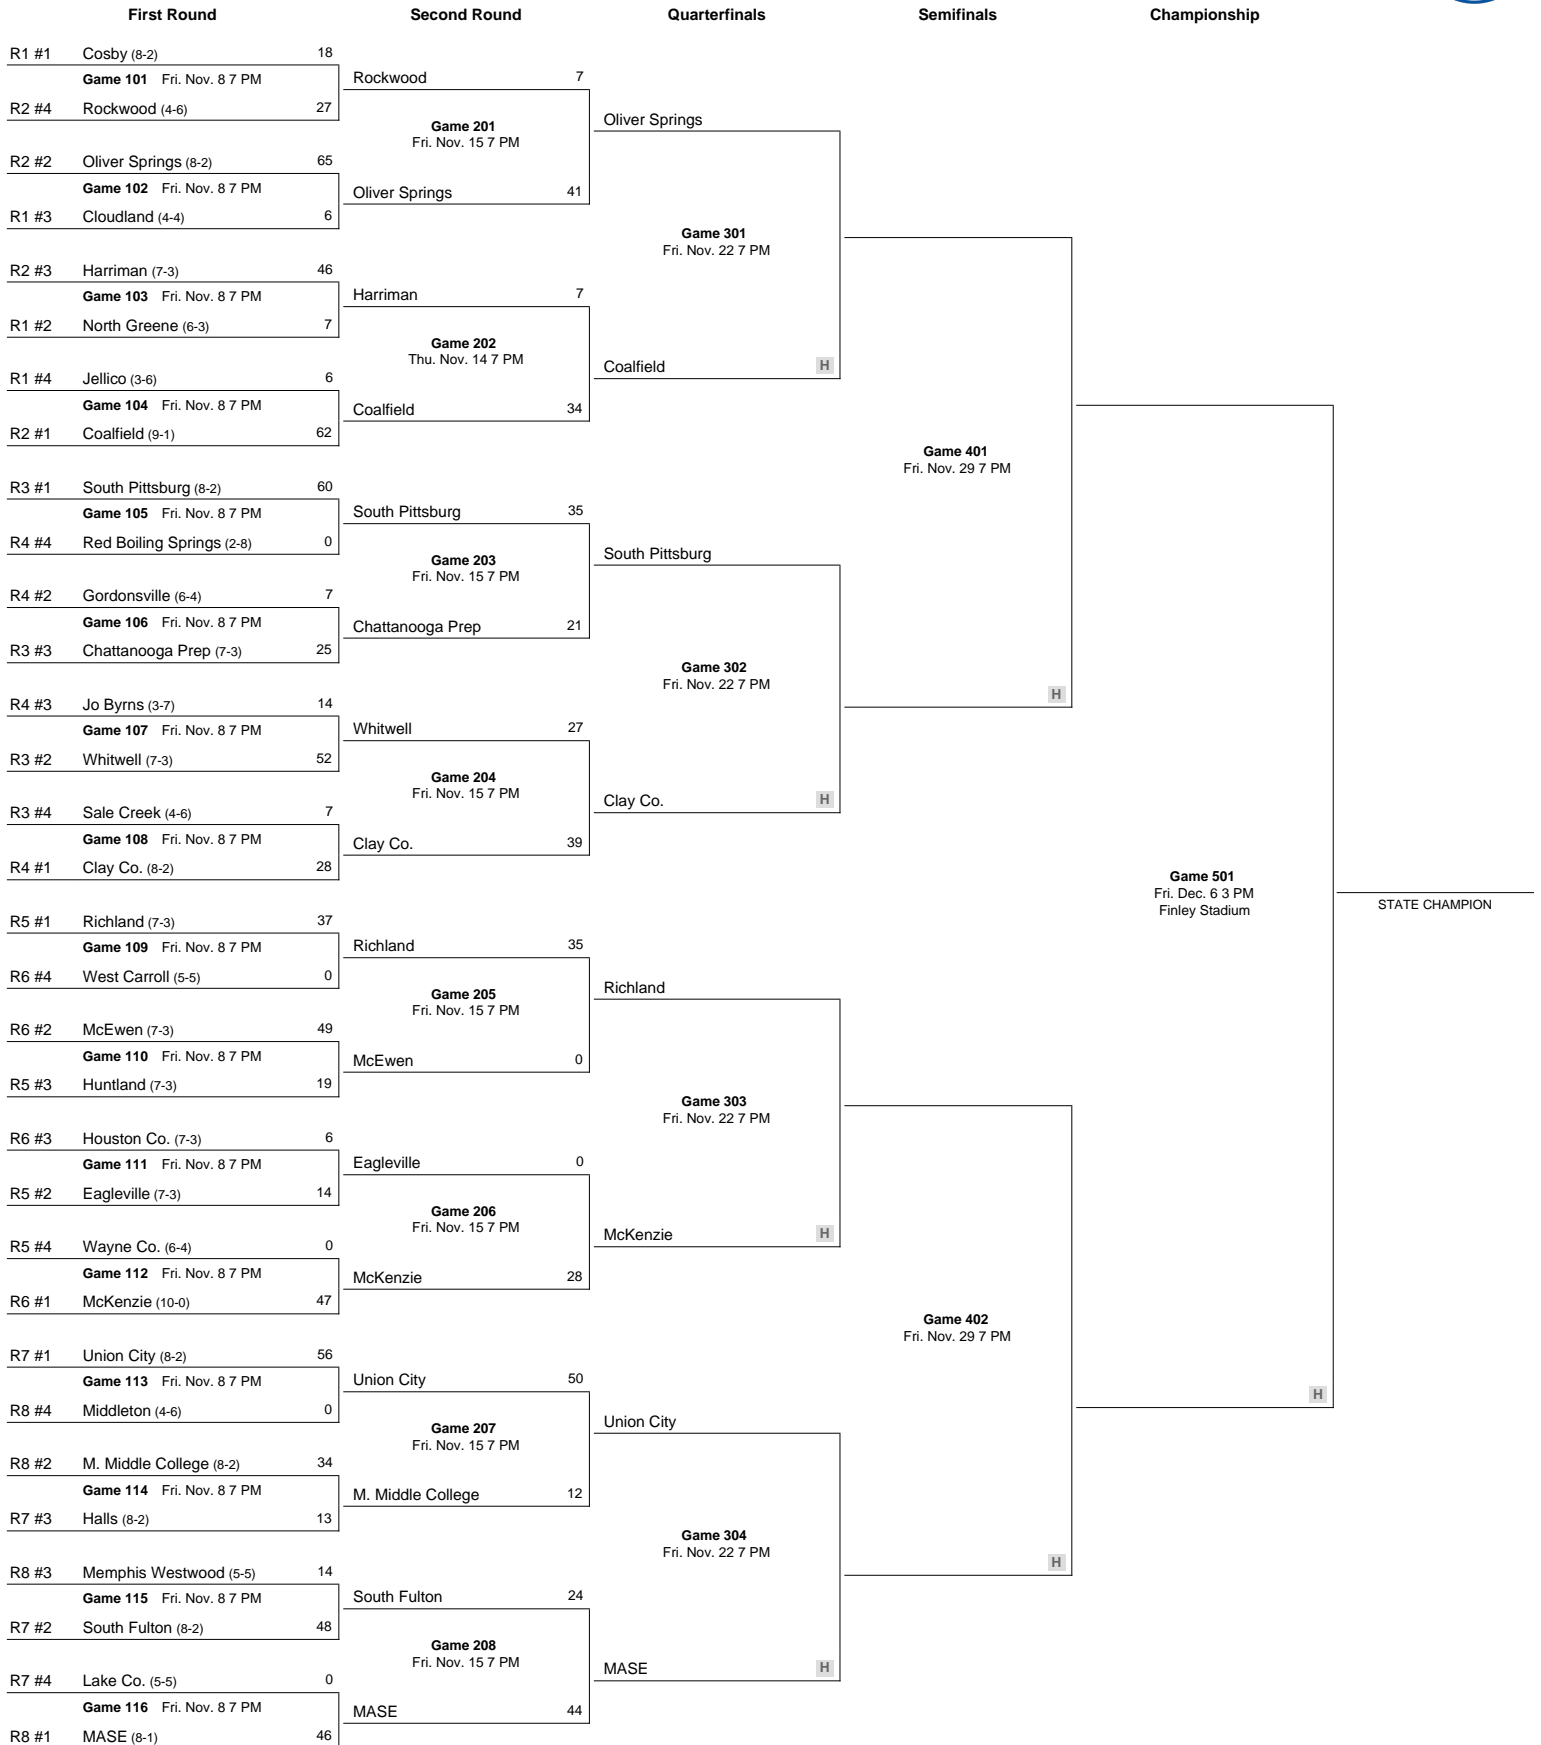 First Round Second Round Quarterfinals Semifinals Championship
R1 #1 Cosby (8-2) 18
Game 101 Fri. Nov. 8 7 PM
R2 #4 Rockwood (4-6) 27
Rockwood 7
Game 201
Fri. Nov. 15 7 PM
Oliver Springs 41
R2 #2 Oliver Springs (8-2) 65
Game 102 Fri. Nov. 8 7 PM
R1 #3 Cloudland (4-4) 6
Oliver Springs
Game 301
Fri. Nov. 22 7 PM
Coalfield H
R2 #3 Harriman (7-3) 46
Game 103 Fri. Nov. 8 7 PM
R1 #2 North Greene (6-3) 7
Harriman 7
Game 202
Thu. Nov. 14 7 PM
Coalfield 34
R1 #4 Jellico (3-6) 6
Game 104 Fri. Nov. 8 7 PM
R2 #1 Coalfield (9-1) 62
Game 401
Fri. Nov. 29 7 PM
H
R3 #1 South Pittsburg (8-2) 60
Game 105 Fri. Nov. 8 7 PM
R4 #4 Red Boiling Springs (2-8) 0
South Pittsburg 35
Game 203
Fri. Nov. 15 7 PM
Chattanooga Prep 21
R4 #2 Gordonsville (6-4) 7
Game 106 Fri. Nov. 8 7 PM
R3 #3 Chattanooga Prep (7-3) 25
South Pittsburg
Game 302
Fri. Nov. 22 7 PM
Clay Co. H
R4 #3 Jo Byrns (3-7) 14
Game 107 Fri. Nov. 8 7 PM
R3 #2 Whitwell (7-3) 52
Whitwell 27
Game 204
Fri. Nov. 15 7 PM
Clay Co. 39
R3 #4 Sale Creek (4-6) 7
Game 108 Fri. Nov. 8 7 PM
R4 #1 Clay Co. (8-2) 28
Game 501
Fri. Dec. 6 3 PM
Finley Stadium
H
STATE CHAMPION
R5 #1 Richland (7-3) 37
Game 109 Fri. Nov. 8 7 PM
R6 #4 West Carroll (5-5) 0
Richland 35
Game 205
Fri. Nov. 15 7 PM
McEwen 0
R6 #2 McEwen (7-3) 49
Game 110 Fri. Nov. 8 7 PM
R5 #3 Huntland (7-3) 19
Richland
Game 303
Fri. Nov. 22 7 PM
McKenzie H
R6 #3 Houston Co. (7-3) 6
Game 111 Fri. Nov. 8 7 PM
R5 #2 Eagleville (7-3) 14
Eagleville 0
Game 206
Fri. Nov. 15 7 PM
McKenzie 28
R5 #4 Wayne Co. (6-4) 0
Game 112 Fri. Nov. 8 7 PM
R6 #1 McKenzie (10-0) 47
Game 402
Fri. Nov. 29 7 PM
H
R7 #1 Union City (8-2) 56
Game 113 Fri. Nov. 8 7 PM
R8 #4 Middleton (4-6) 0
Union City 50
Game 207
Fri. Nov. 15 7 PM
M. Middle College 12
R8 #2 M. Middle College (8-2) 34
Game 114 Fri. Nov. 8 7 PM
R7 #3 Halls (8-2) 13
Union City
Game 304
Fri. Nov. 22 7 PM
MASE H
R8 #3 Memphis Westwood (5-5) 14
Game 115 Fri. Nov. 8 7 PM
R7 #2 South Fulton (8-2) 48
South Fulton 24
Game 208
Fri. Nov. 15 7 PM
MASE 44
R7 #4 Lake Co. (5-5) 0
Game 116 Fri. Nov. 8 7 PM
R8 #1 MASE (8-1) 46